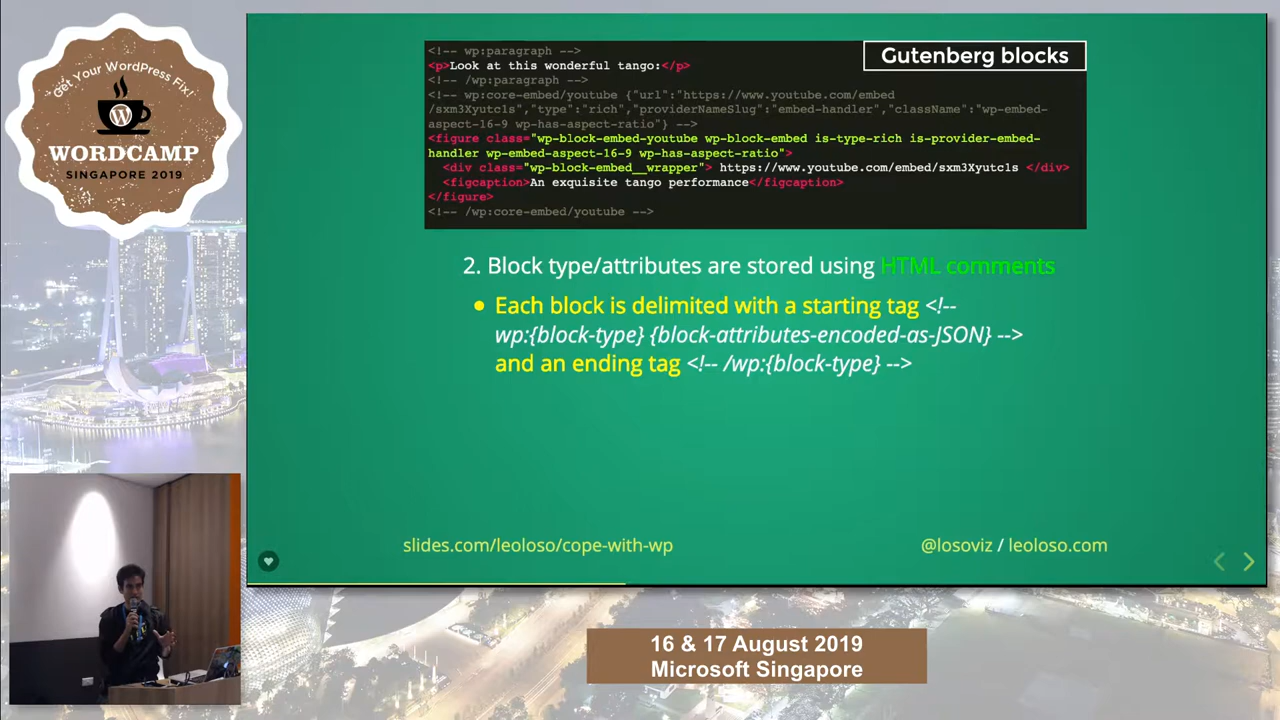 Get Your WordPress Fix!
WORDCAMP
SINGAPORE 2019
Gutenberg blocks
<!-- wp:paragraph -->
<p>Look at this wonderful tango:</p>
<!-- /wp:paragraph -->
<!-- wp:core-embed/youtube {"url":"https://www.youtube.com/embed
/sxm3Xyutc1s","type":"rich","providerNameSlug":"embed-handler","className":"wp-embed-
aspect-16-9 wp-has-aspect-ratio"} -->
<figure class="wp-block-embed-youtube wp-block-embed is-type-rich is-provider-embed-
handler wp-embed-aspect-16-9 wp-has-aspect-ratio">
<div class="wp-block-embed__wrapper"> https://www.youtube.com/embed/sxm3Xyutc1s </div>
<figcaption>An exquisite tango performance</figcaption>
</figure>
<!-- /wp:core-embed/youtube -->
2. Block type/attributes are stored using HTML comments
• Each block is delimited with a starting tag <!--
wp:{block-type} {block-attributes-encoded-as-JSON} -->
and an ending tag <!-- /wp:{block-type} -->
slides.com/leoloso/cope-with-wp
@losoviz / leoloso.com
16 & 17 August 2019
Microsoft Singapore